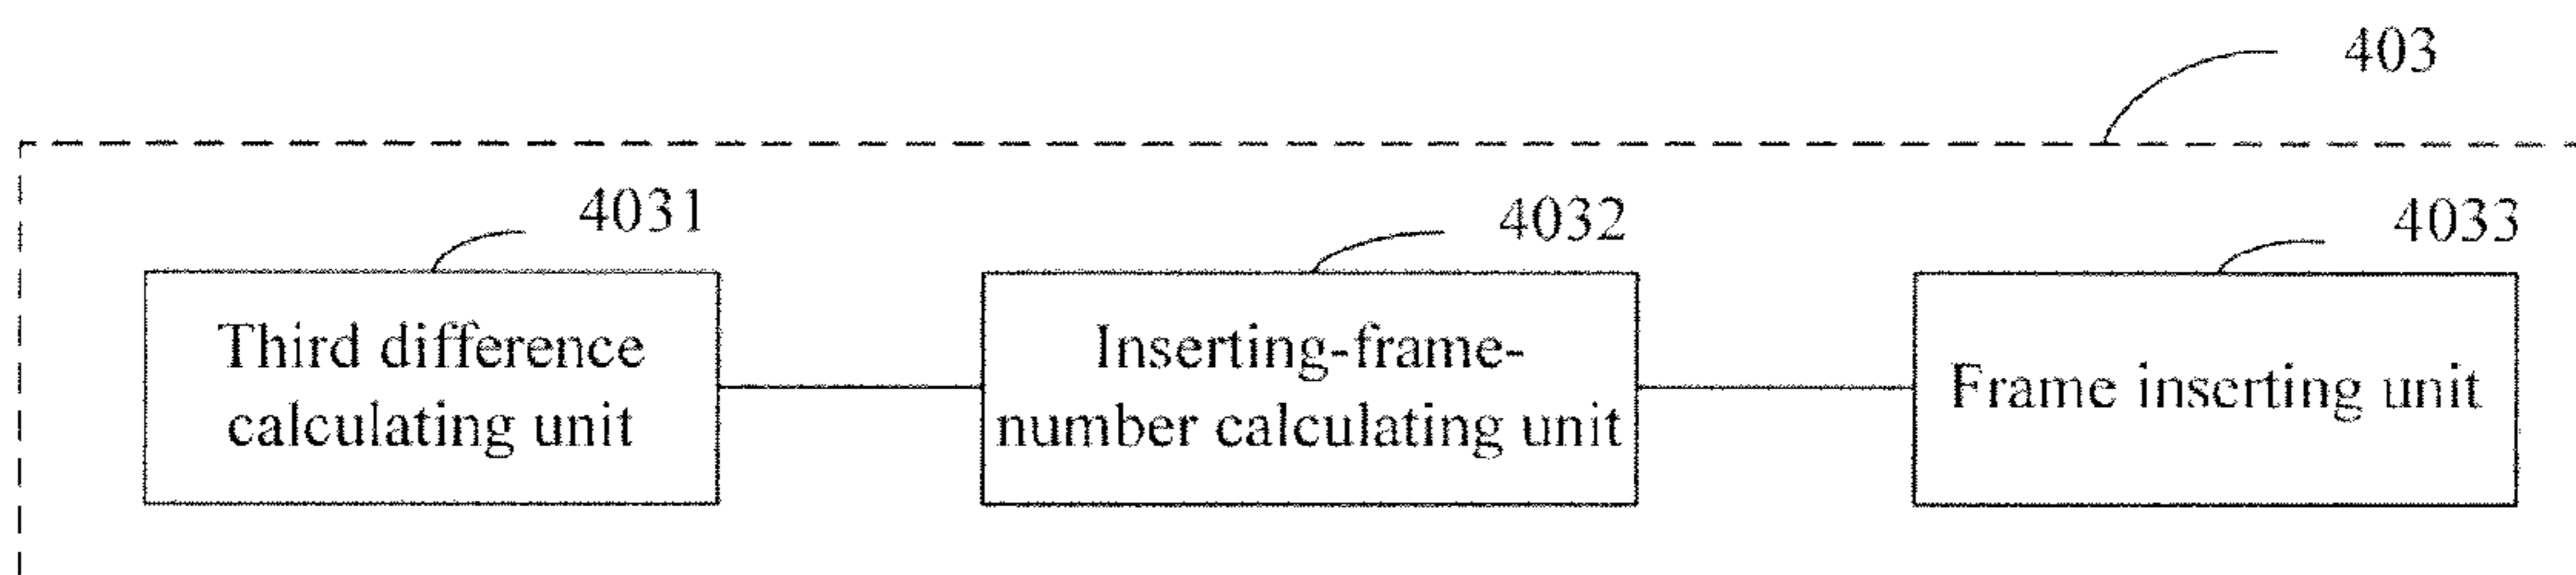 403
4031
4032
4033
Third difference
calculating unit
Inserting-frame-
number calculating unit
Frame inserting unit